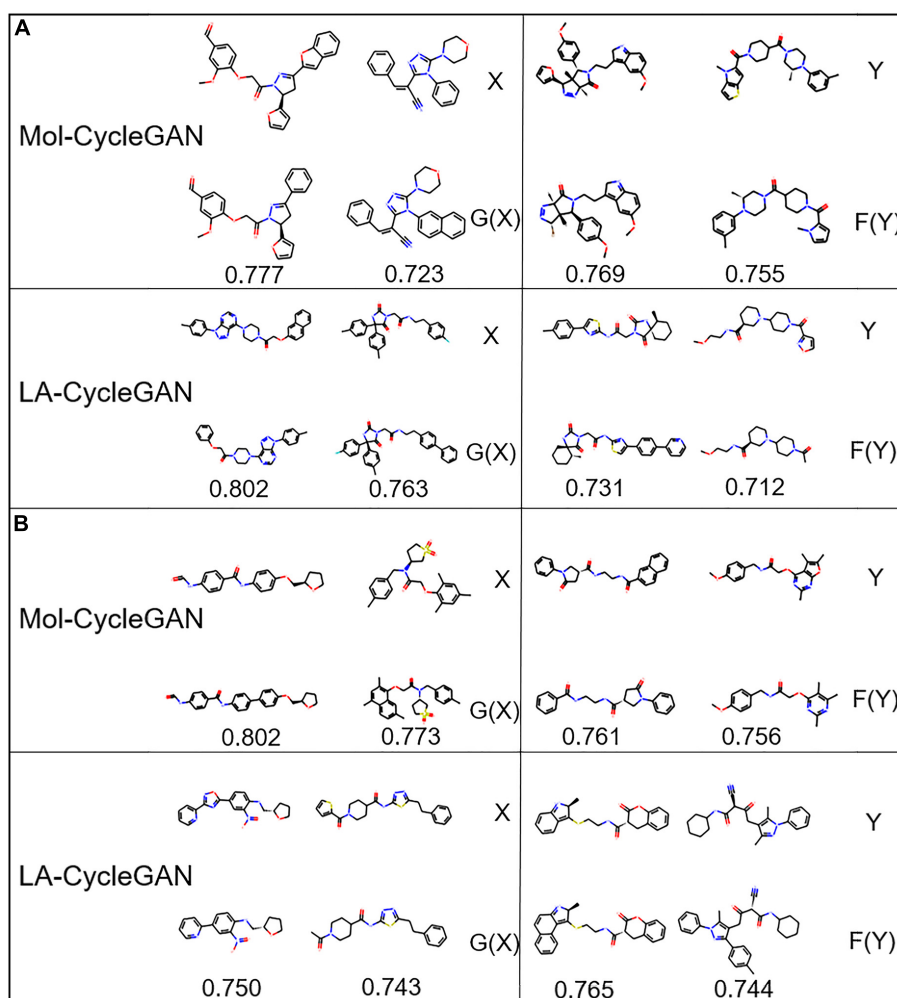 A
X
Y
Mol-CycleGAN
G(X)
F(Y)
0.777 0.723 0.769 0.755
X
Y
LA-CycleGAN
G(X)
F(Y)
0.802 0.763 0.731 0.712
B
X
Y
Mol-CycleGAN
G(X)
F(Y)
0.802 0.773 0.761 0.756
X
Y
LA-CycleGAN
G(X)
F(Y)
0.750 0.743 0.765 0.744